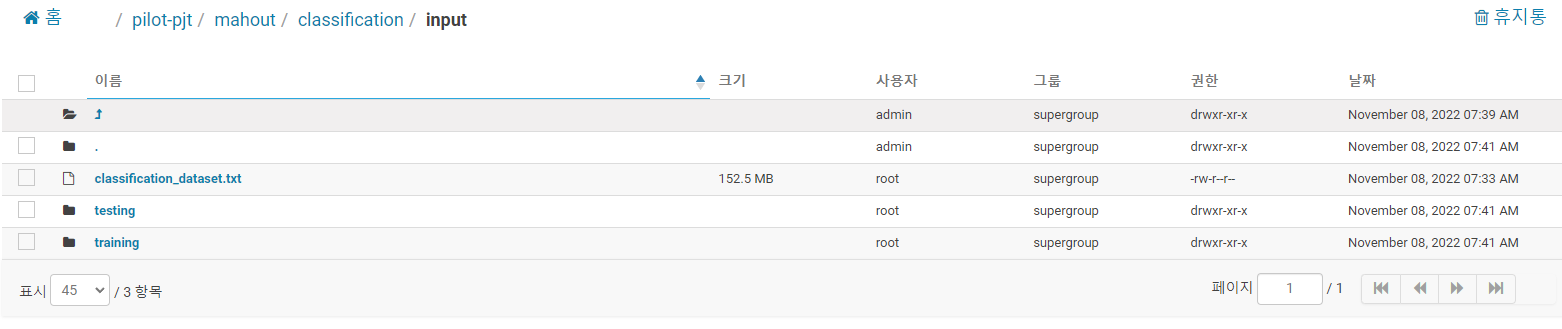 홈 / pilot-pjt / mahout / classification / input 휴지통
이름 크기 사용자 그룹 권한 날짜
admin supergroup drwxr-xr-x November 08, 2022 07:39 AM
. admin supergroup drwxr-xr-x November 08, 2022 07:41 AM
classification_dataset.txt 152.5 MB root supergroup -rw-r--r-- November 08, 2022 07:33 AM
testing root supergroup drwxr-xr-x November 08, 2022 07:41 AM
training root supergroup drwxr-xr-x November 08, 2022 07:41 AM
표시 45 / 3 항목 페이지 1 / 1